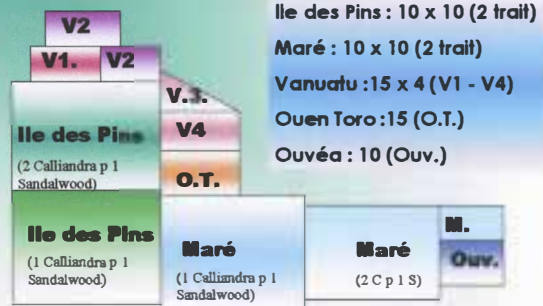 Ile des Pins : 10 x 10 (2 trait)
Maré : 10 x 10 (2 trait)
Vanuatu :15 x 4 (V1 - V4)
Ouen Toro :15 (O.T.)
Ouvéa : 10 (Ouv.)
V2
V1.
V2
V.3.
Ile des Pins
V4
(2 Calliandra p 1
Sandalwood)
O.T.
Ile des Pins
(1 Calliandra p 1
Sandalwood)
Maré
(1 Calliandra p 1
Sandalwood)
Maré
(2 C p 1 S)
M.
Ouv.